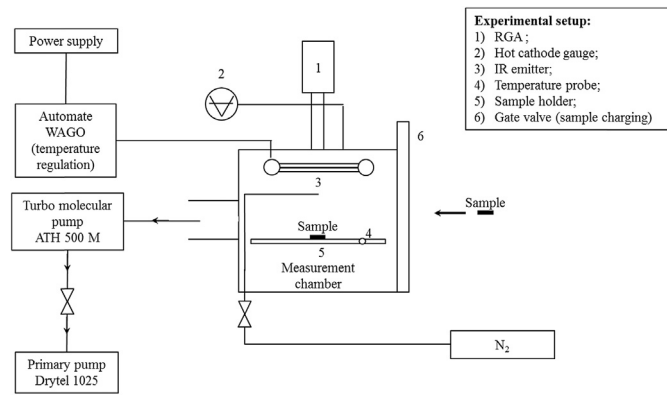 Power supply
Automate
WAGO
(temperature
regulation)
Turbo molecular
pump
ATH 500 M
Primary pump
Drytel 1025
2
1
6
3
Sample
4
5
Measurement
chamber
Sample
N₂
Experimental setup:
1) RGA ;
2) Hot cathode gauge;
3) IR emitter;
4) Temperature probe;
5) Sample holder;
6) Gate valve (sample charging)